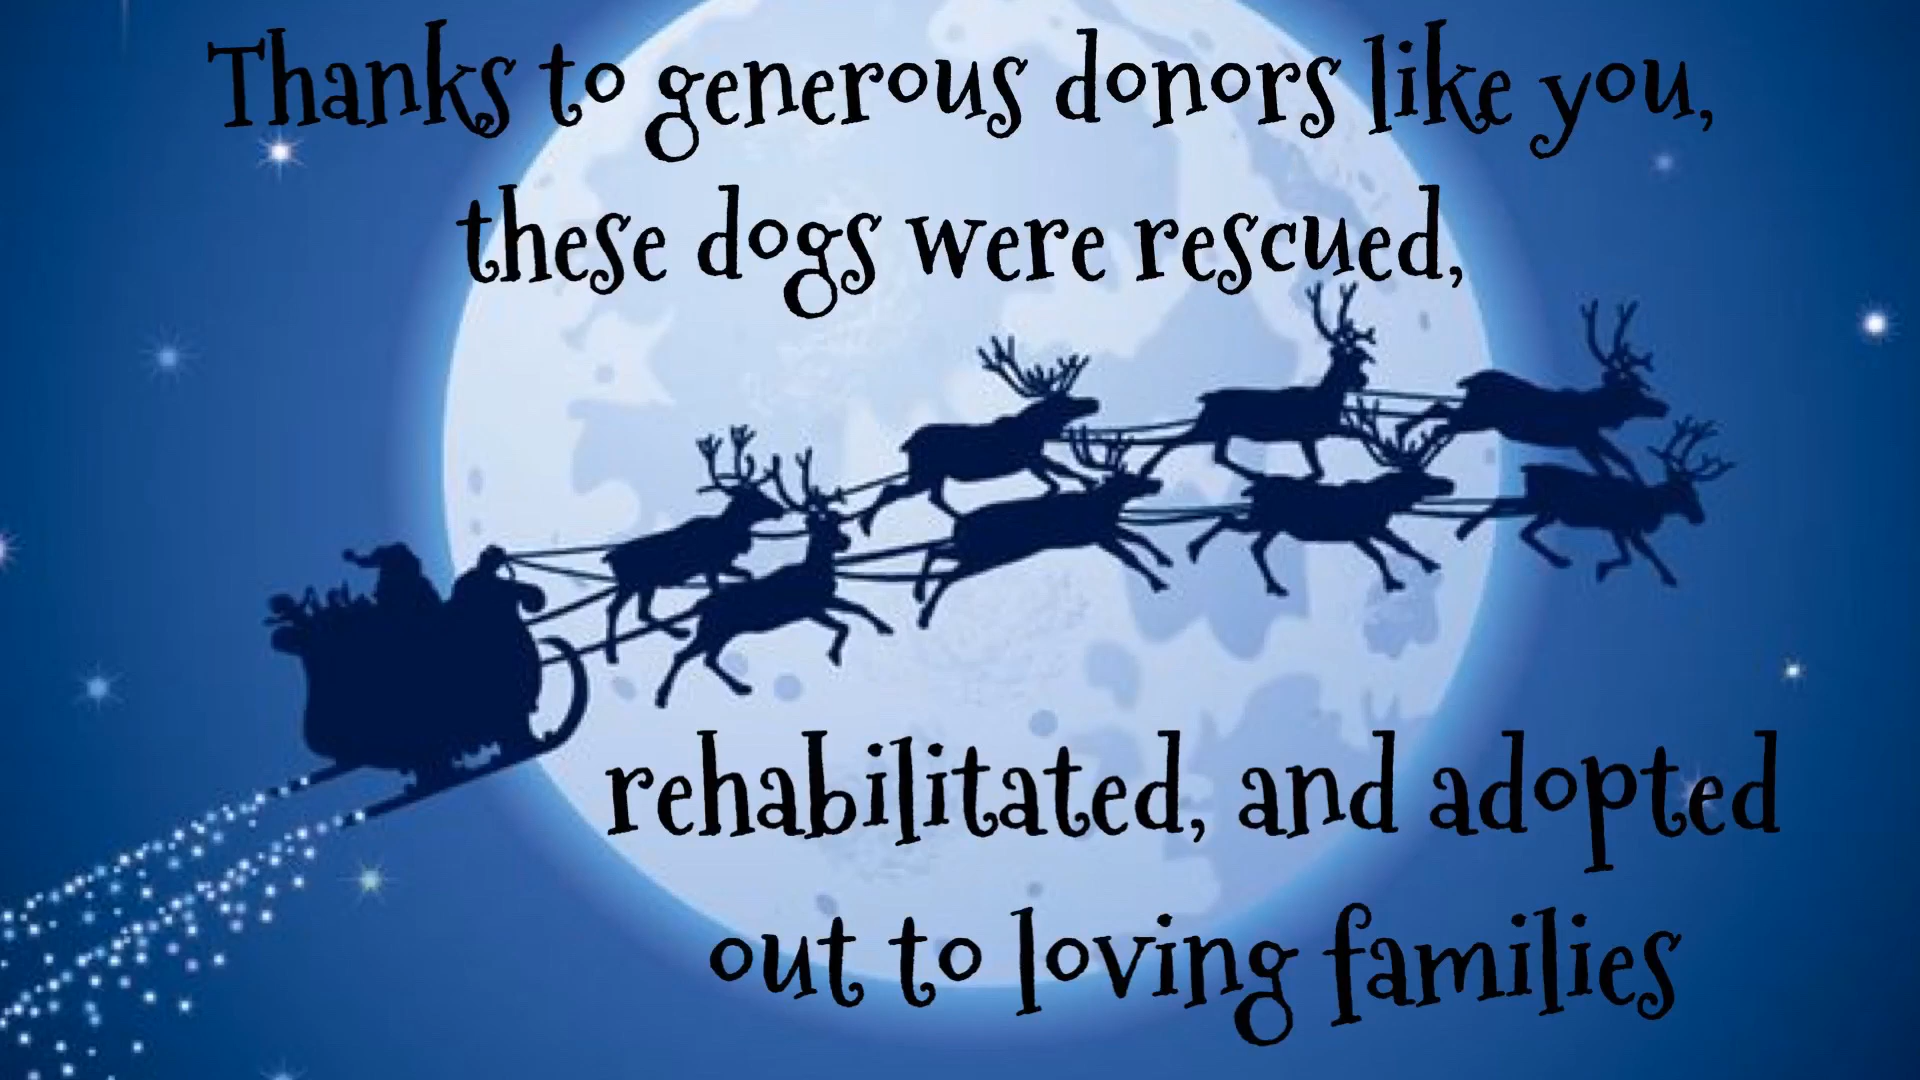 Thanks to generous donors like you,
these dogs were rescued,
rehabilitated, and adopted
out to loving families